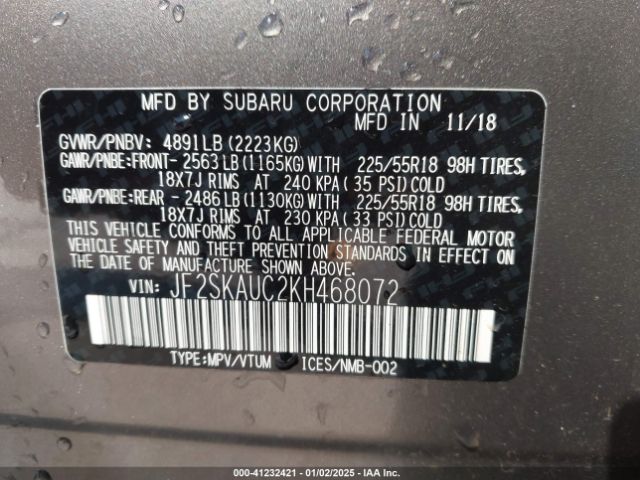 MFD BY SUBARU CORPORATION
MFD IN 11/18
GVWR/PNBV: 4891LB(2223KG)
GAWR/PNBE:FRONT- 2563LB(1165KG)WITH 225/55R18 98H TIRES,
18X7J RIMS AT 240 KPA(35 PSI)COLD
GAWR/PNBE:REAR - 2486LB(1130KG)WITH 225/55R18 98H TIRES,
18X7J RIMS AT 230 KPA(33 PSI)COLD
THIS VEHICLE CONFORMS TO ALL APPLICABLE FEDERAL MOTOR
VEHICLE SAFETY AND THEFT PREVENTION STANDARDS IN EFFECT ON
THE DATE OF MANUFACTURE SHOWN ABOVE.
VIN: JF2SKAUC2KH468072
TYPE:MPV/VTUM ICES/NMB-002
000-41232421 - 01/02/2025 - IAA Inc.